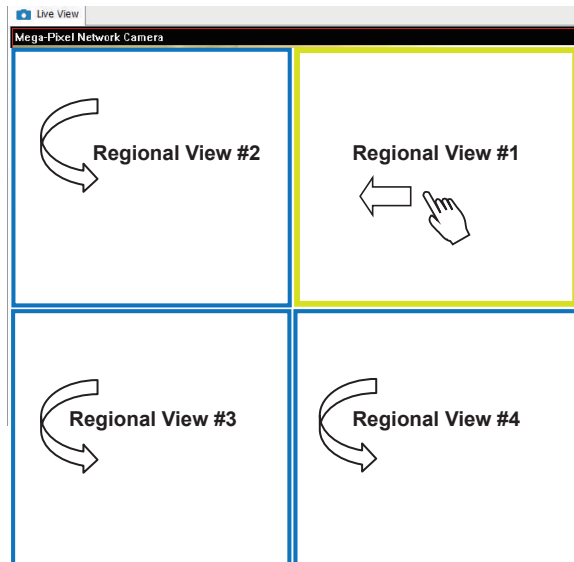 Live View
Mega-Pixel Network Camera
Regional View #2
Regional View #1
Regional View #3
Regional View #4